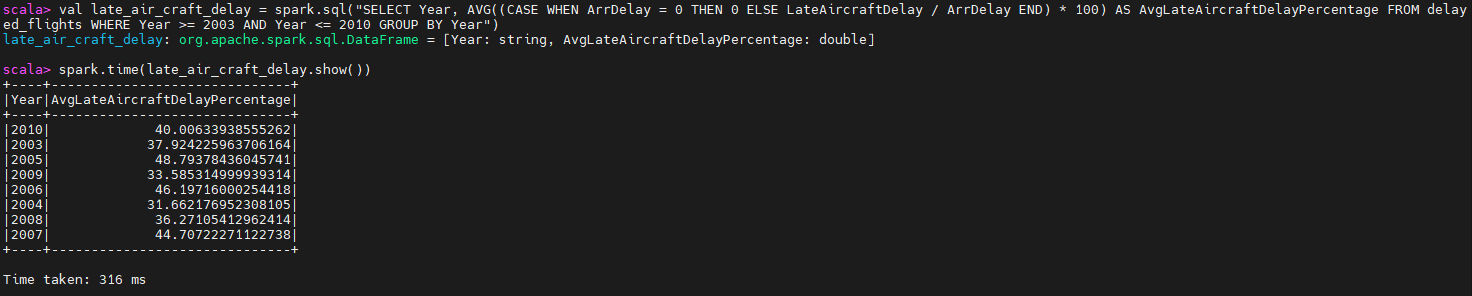 scala> val late_air_craft_delay = spark.sql("SELECT Year, AVG((CASE WHEN ArrDelay = 0 THEN 0 ELSE LateAircraftDelay / ArrDelay END) * 100) AS AvgLateAircraftDelayPercentage FROM delay
ed_flights WHERE Year >= 2003 AND Year <= 2010 GROUP BY Year")
late_air_craft_delay: org.apache.spark.sql.DataFrame = [Year: string, AvgLateAircraftDelayPercentage: double]
scala> spark.time(late_air_craft_delay.show())
+----+------------------------------+
|Year|AvgLateAircraftDelayPercentage|
+----+------------------------------+
|2010|             40.00633938555262|
|2003|            37.924225963706164|
|2005|             48.79378436045741|
|2009|            33.585314999939314|
|2006|             46.19716000254418|
|2004|            31.662176952308105|
|2008|             36.27105412962414|
|2007|             44.70722271122738|
+----+------------------------------+
Time taken: 316 ms